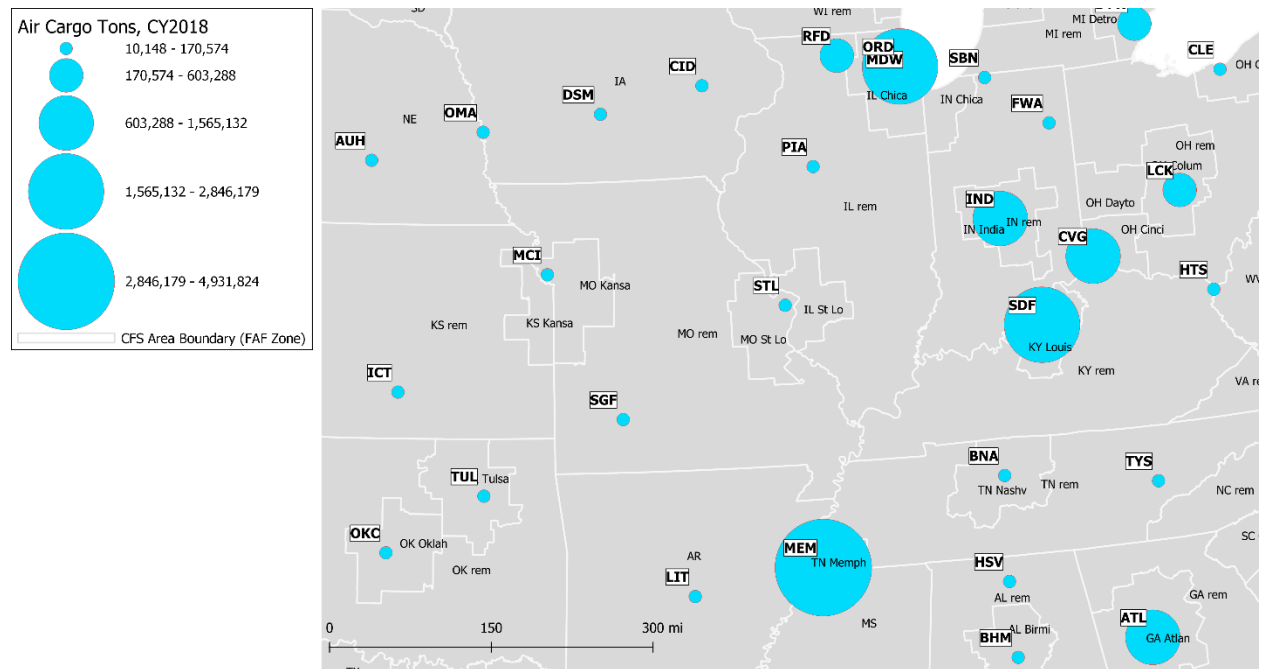 Air Cargo Tons, CY2018
10,148 - 170,574
170,574 - 603,288
603,288 - 1,565,132
1,565,132 - 2,846,179
2,846,179 - 4,931,824
CFS Area Boundary (FAF Zone)
SD
WI rem
MI Detro
MI rem
RFD
ORD
MDW
SBN
CLE
CID
IA
IL Chica
IN Chica
DSM
FWA
OMA
NE
AUH
PIA
OH rem
LCK
Colum
IL rem
IND
IN rem
IN India
OH Dayto
OH Cinci
CVG
MCI
MO Kansa
STL
HTS
KS rem
KS Kansa
IL St Lo
SDF
MO rem
MO St Lo
KY Louis
KY rem
ICT
SGF
BNA
TYS
TUL
Tulsa
TN Nashv
TN rem
NC rem
OKC
OK Oklah
OK rem
MEM
TN Memph
AR
SC
HSV
LIT
AL rem
GA rem
MS
ATL
GA Atlan
AL Birmi
BHM
0 150 300 mi